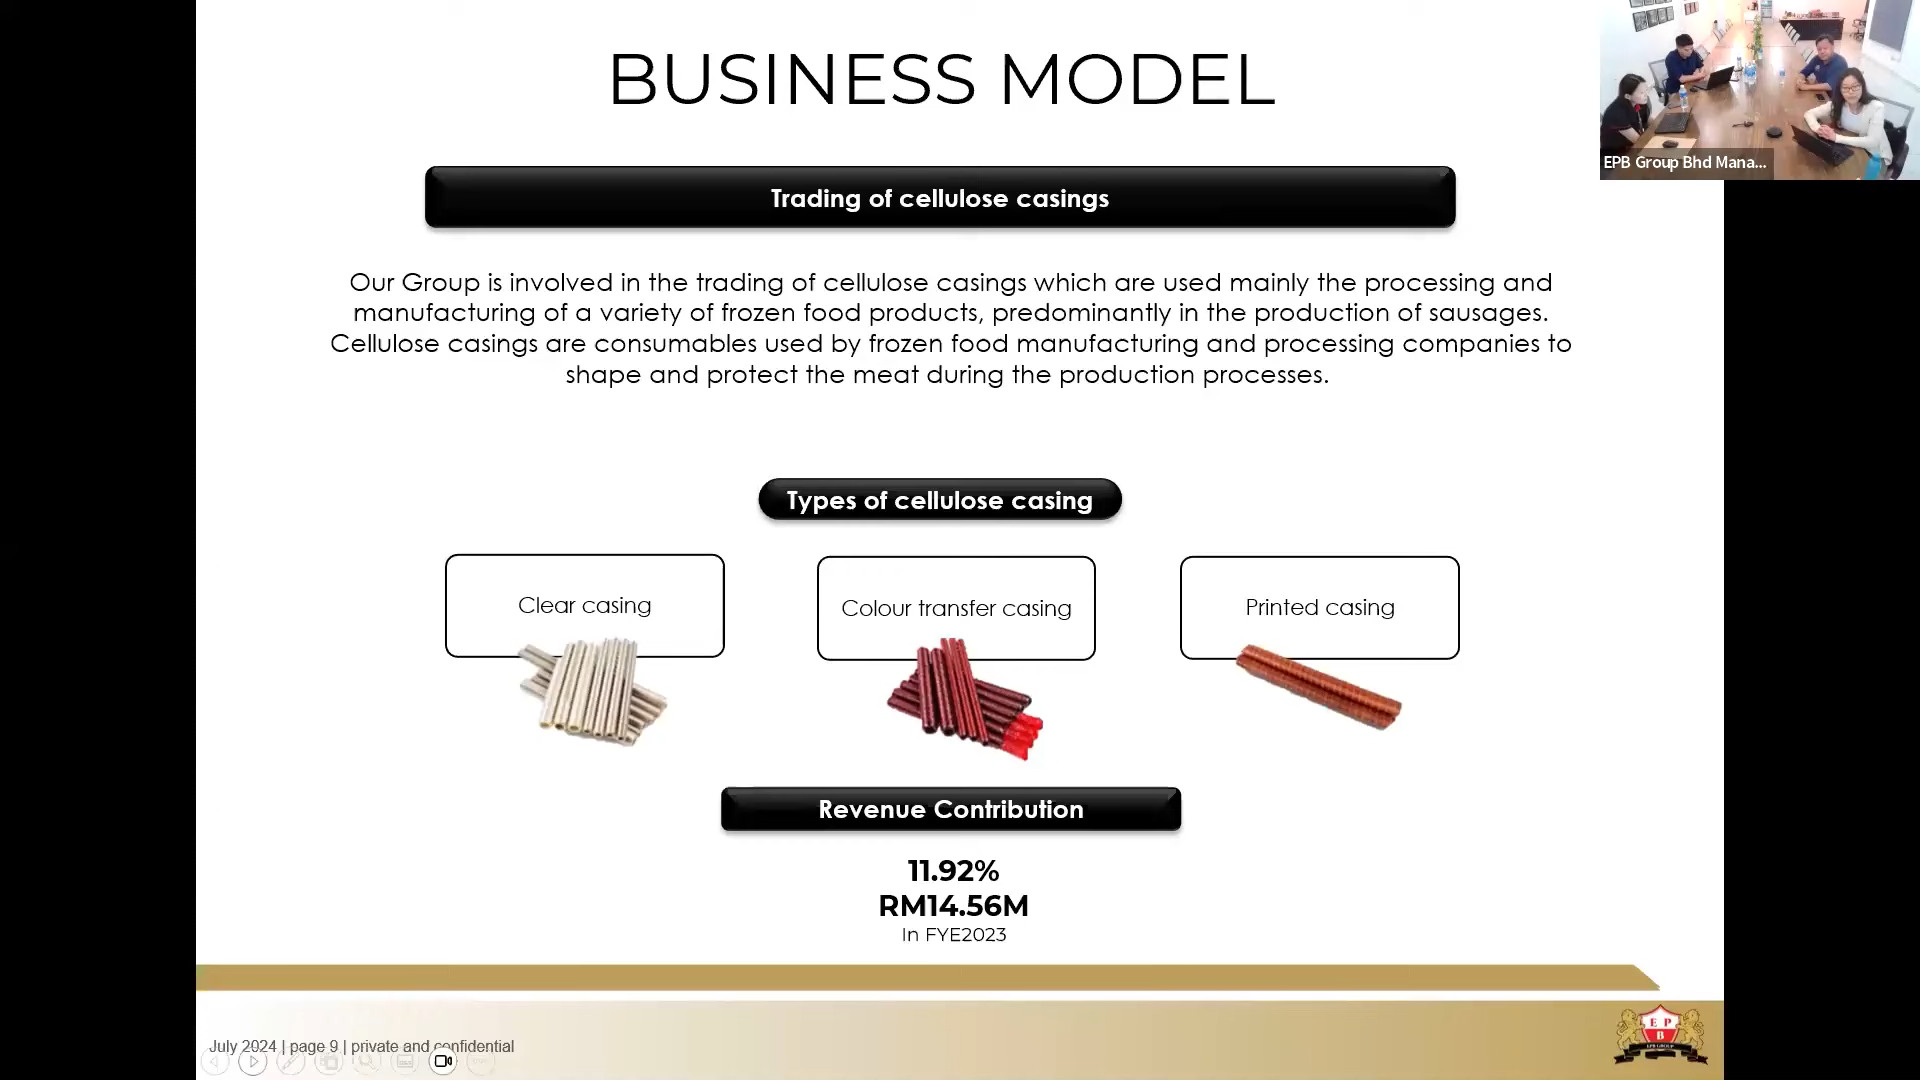 BUSINESS MODEL
EPB Group Bhd Mana...
Trading of cellulose casings
Our Group is involved in the trading of cellulose casings which are used mainly the processing and
manufacturing of a variety of frozen food products, predominantly in the production of sausages.
Cellulose casings are consumables used by frozen food manufacturing and processing companies to
shape and protect the meat during the production processes.
Types of cellulose casing
Clear casing
Colour transfer casing
Printed casing
Revenue Contribution
11.92%
RM14.56M
In FYE2023
July 2024 | page 9 | private and confidential
E P
B
EPB GROUP